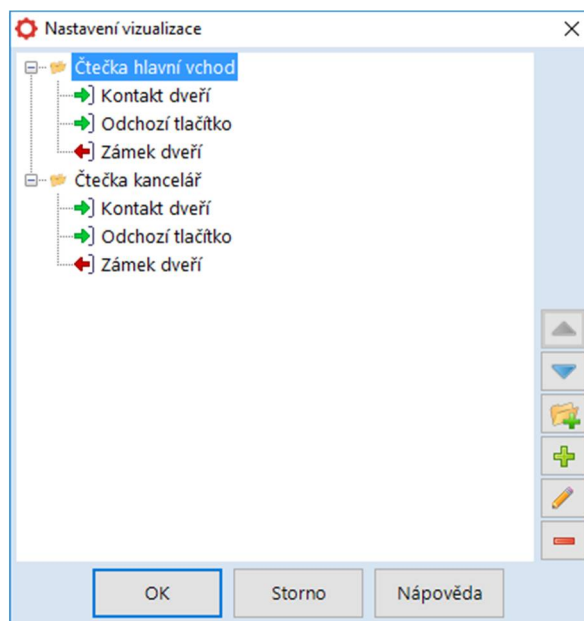 Nastavení vizualizace
Čtečka hlavní vchod
Kontakt dveří
Odchozí tlačítko
Zámek dveří
Čtečka kancelář
Kontakt dveří
Odchozí tlačítko
Zámek dveří
OK Storno Nápověda